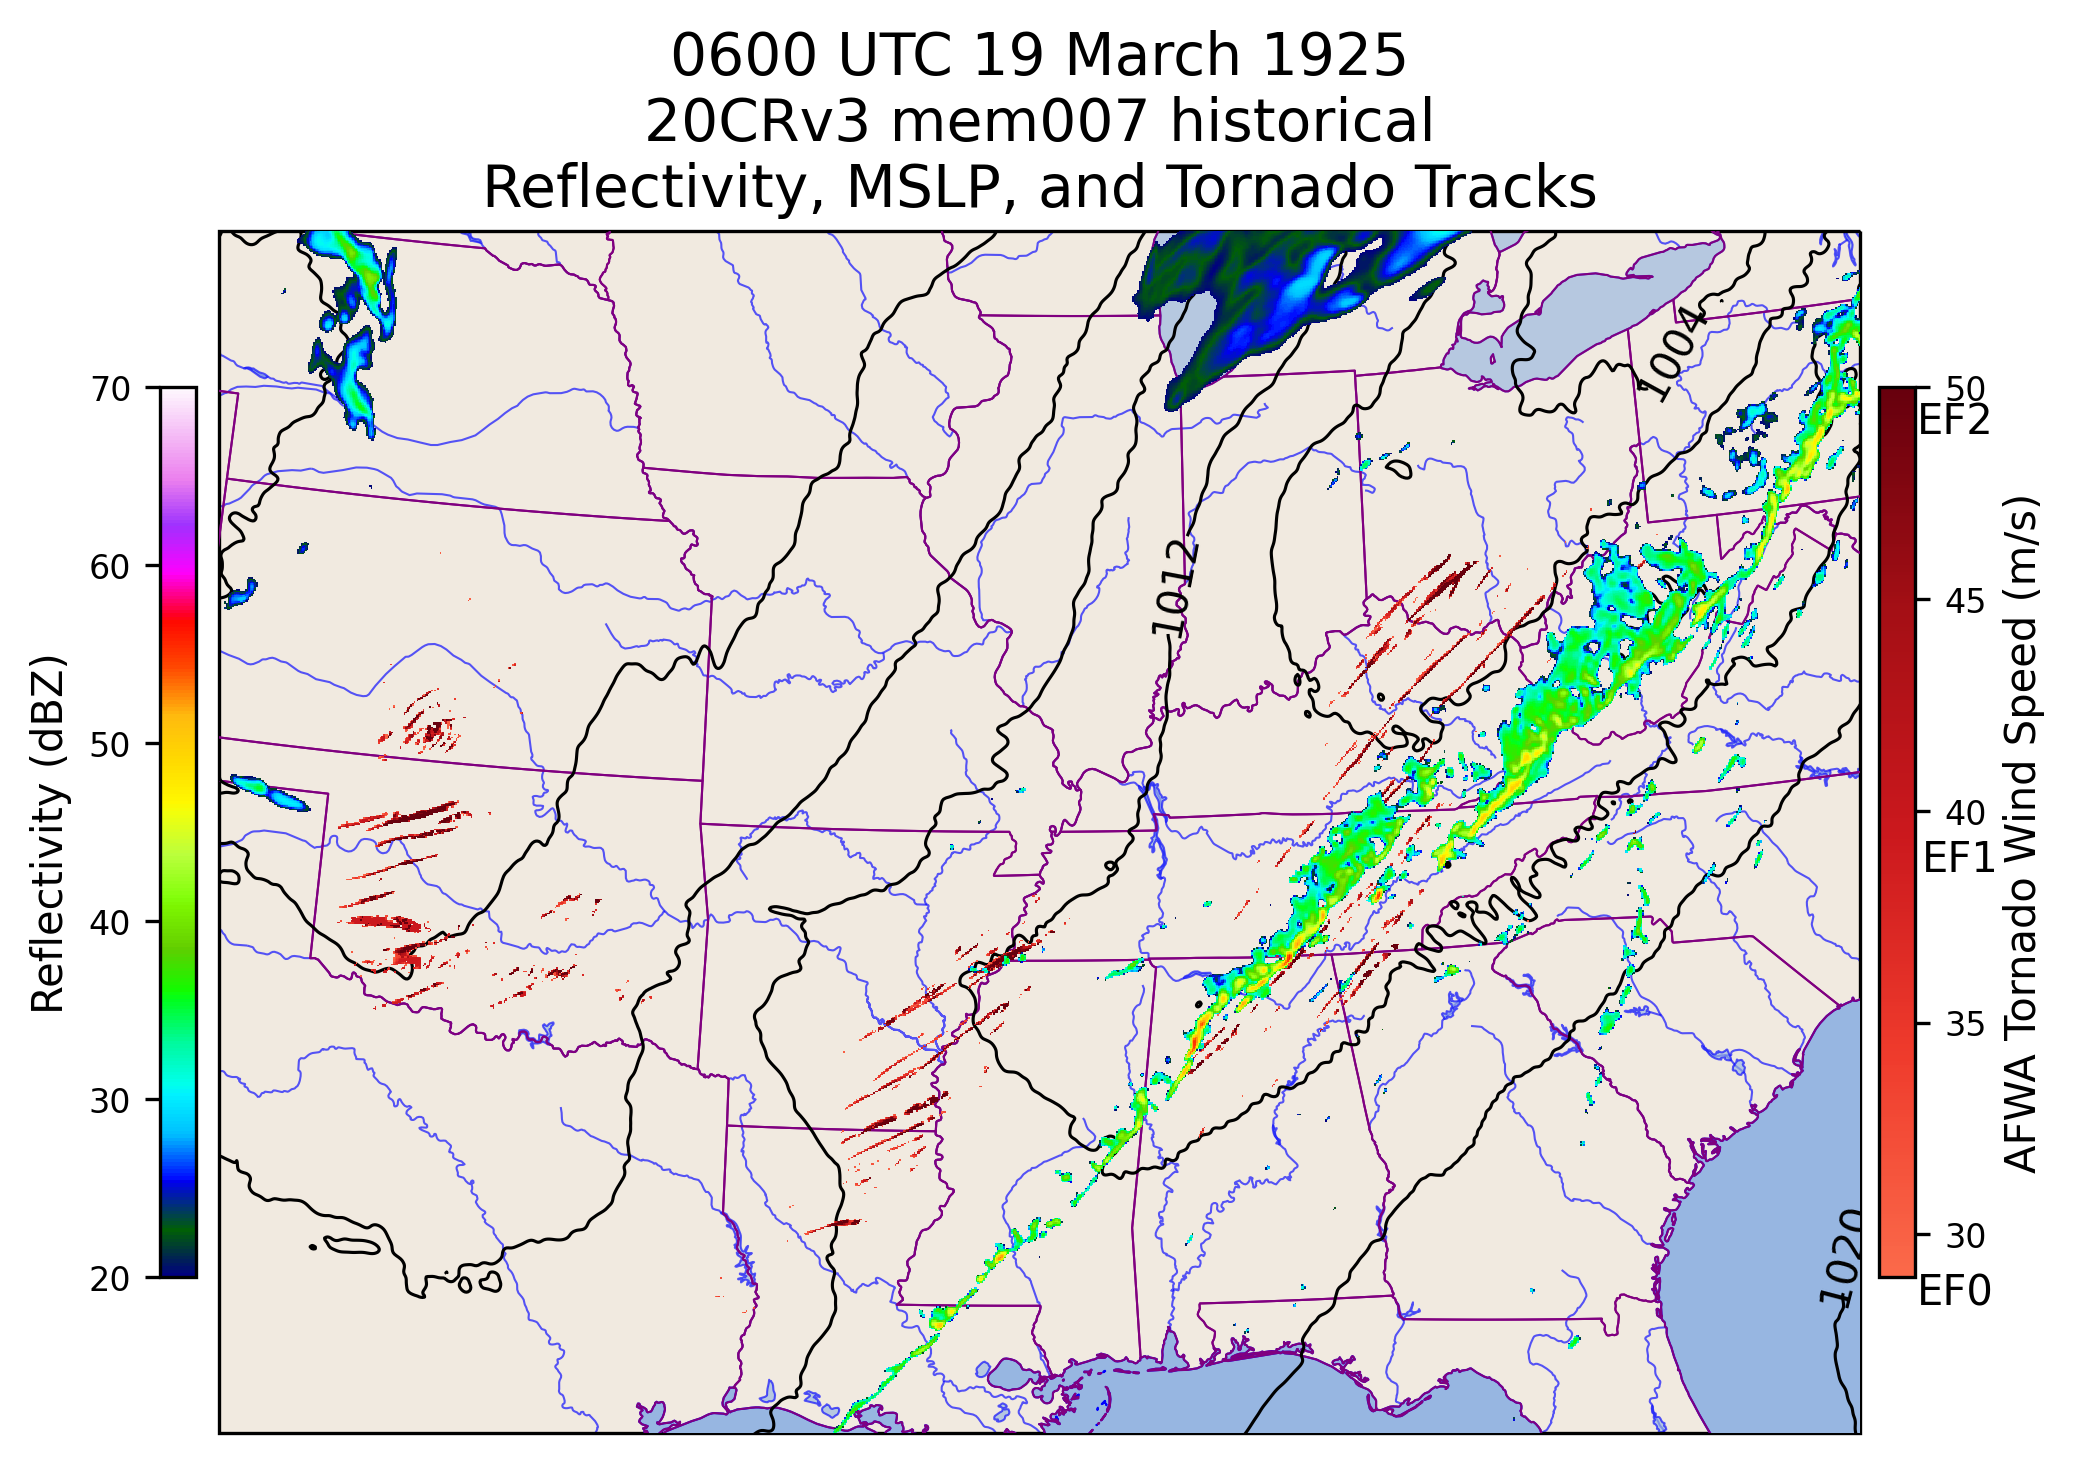 0600 UTC 19 March 1925
20CRv3 mem007 historical
Reflectivity, MSLP, and Tornado Tracks
70
60
50
40
30
20
Reflectivity (dBZ)
1004
1012
1020
50
EF2
45
40
EF1
35
30
EF0
AFWA Tornado Wind Speed (m/s)